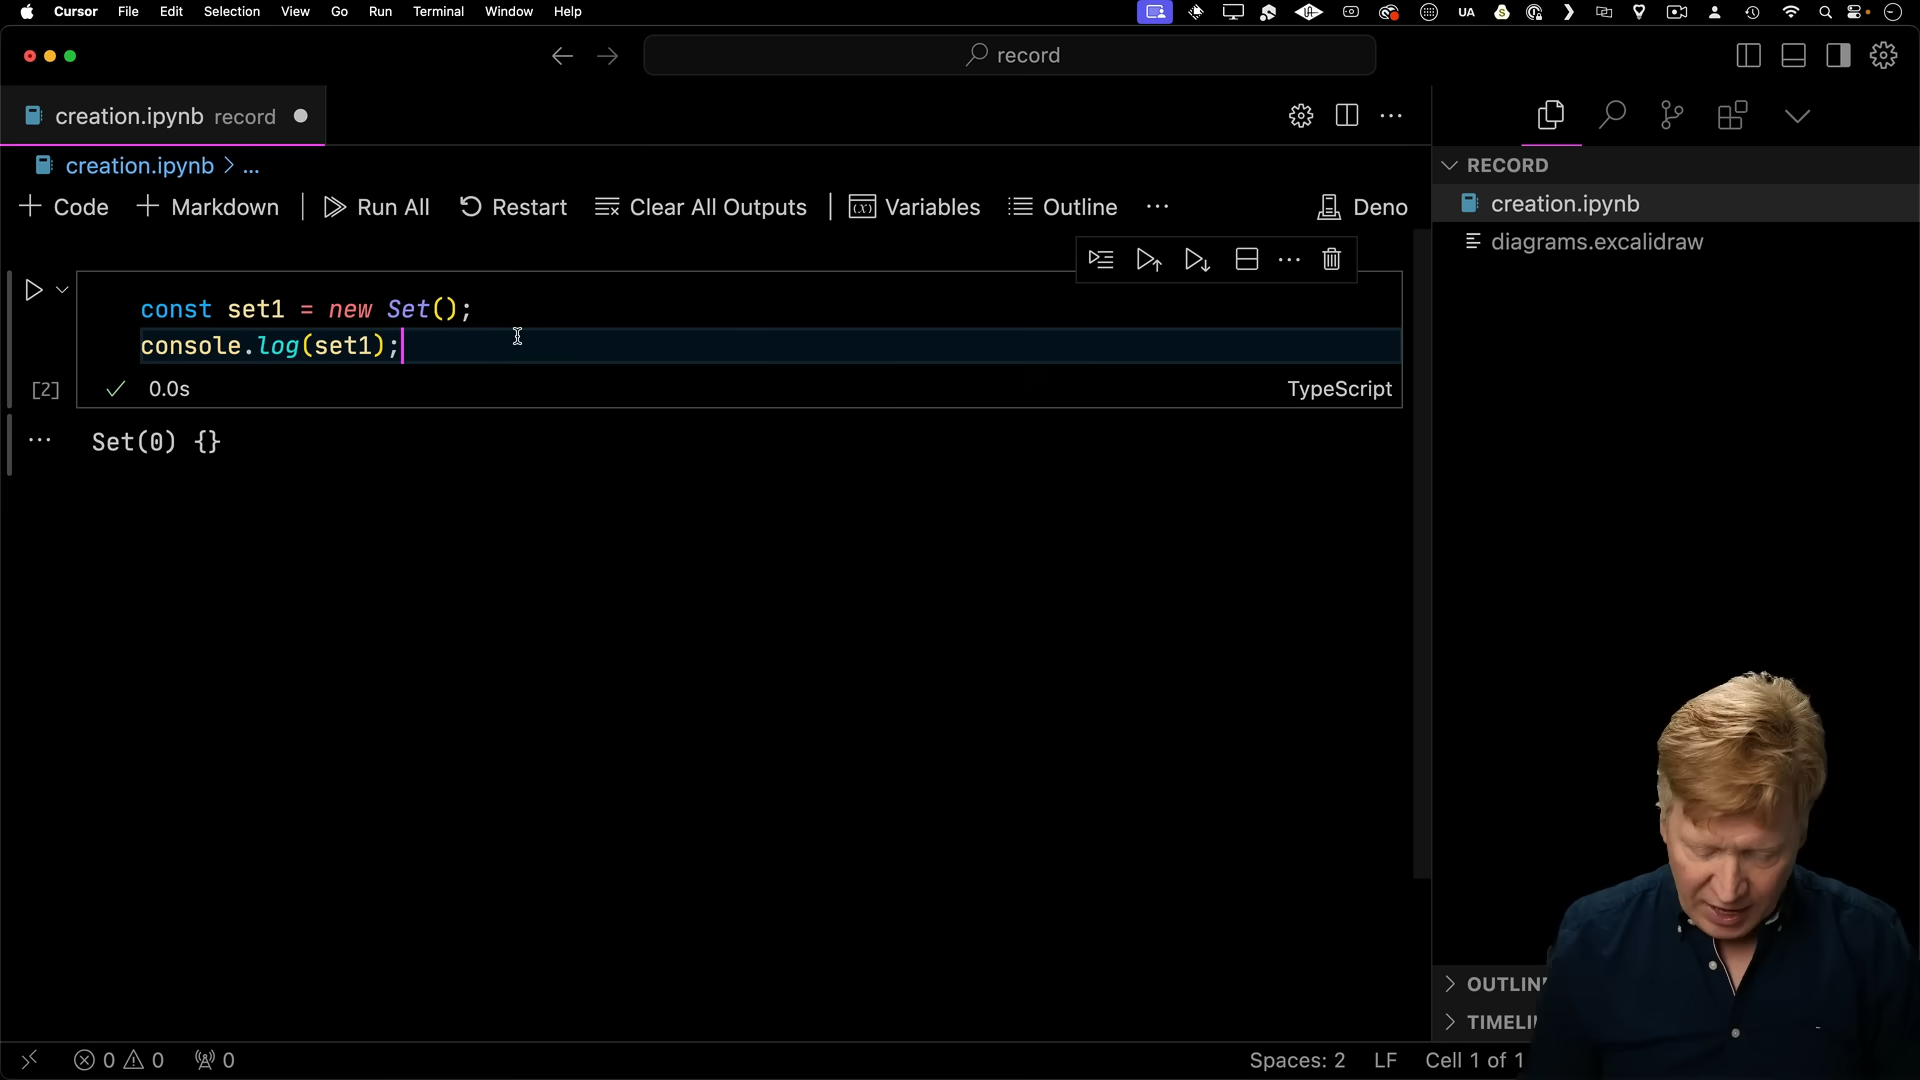 Cursor File Edit Selection View Go Run Terminal Window Help UA
record
creation.ipynb record
creation.ipynb > ...
Code Markdown Run All Restart Clear All Outputs Variables Outline ... Deno
const set1 = new Set();
console.log(set1);
[2] 0.0s TypeScript
Set(0) {}
RECORD
creation.ipynb
diagrams.excalidraw
OUTLINE
TIMELI
0 0 0 Spaces: 2 LF Cell 1 of 1